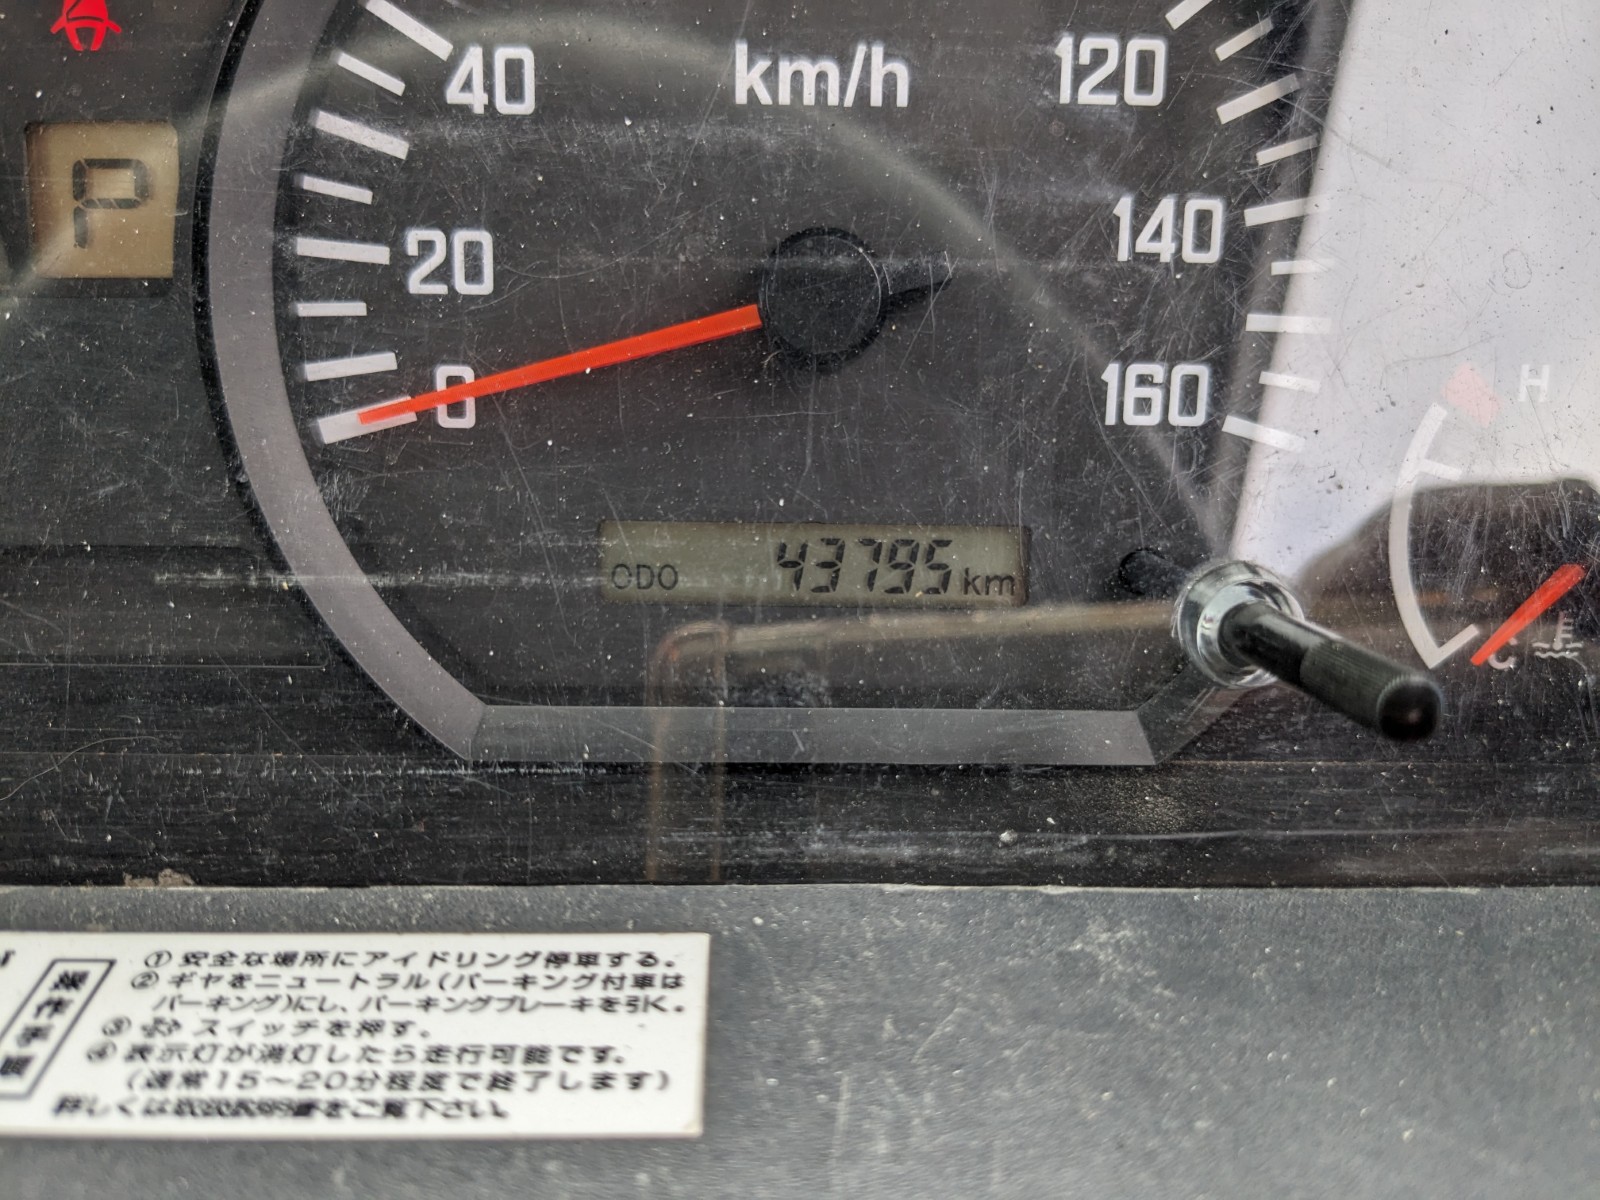 P
40
km/h
120
20
140
0
160
H
ODO 43795 km
C
操作手順
① 安全な場所にアイドリング停車する。
② ギヤをニュートラル(パーキング付車は
パーキング)にし、パーキングブレーキを引く。
③ スイッチを押す。
④ 表示灯が消灯したら走行可能です。
(通常15～20分程度で終了します)
詳しくは取扱説明書をご覧下さい。